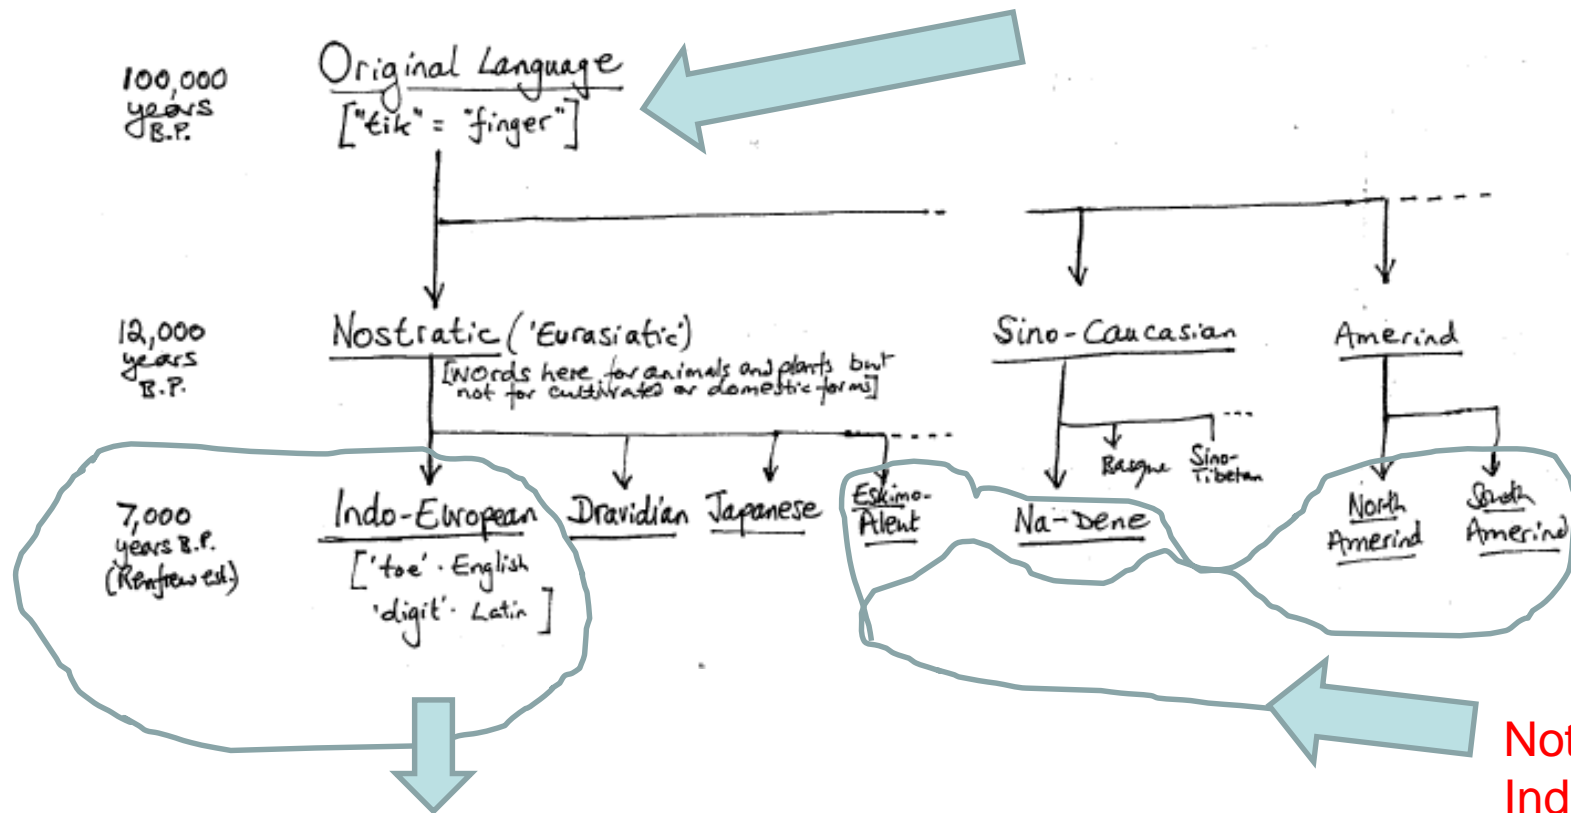 100,000
years
B.P.
Original Language
["tik" = "finger"]
12,000
years
B.P.
Nostratic ('Eurasiatic')
[words here for animals and plants but
not for cultivated or domestic forms]
Sino-Caucasian
Amerind
Basque
Sino-
Tibetan
7,000
years B.P.
(Renfrew est.)
Indo-European
['toe' · English
'digit' · Latin]
Dravidian
Japanese
Eskimo-
Aleut
Na-Dene
North
Amerind
South
Amerind
Not
Ind